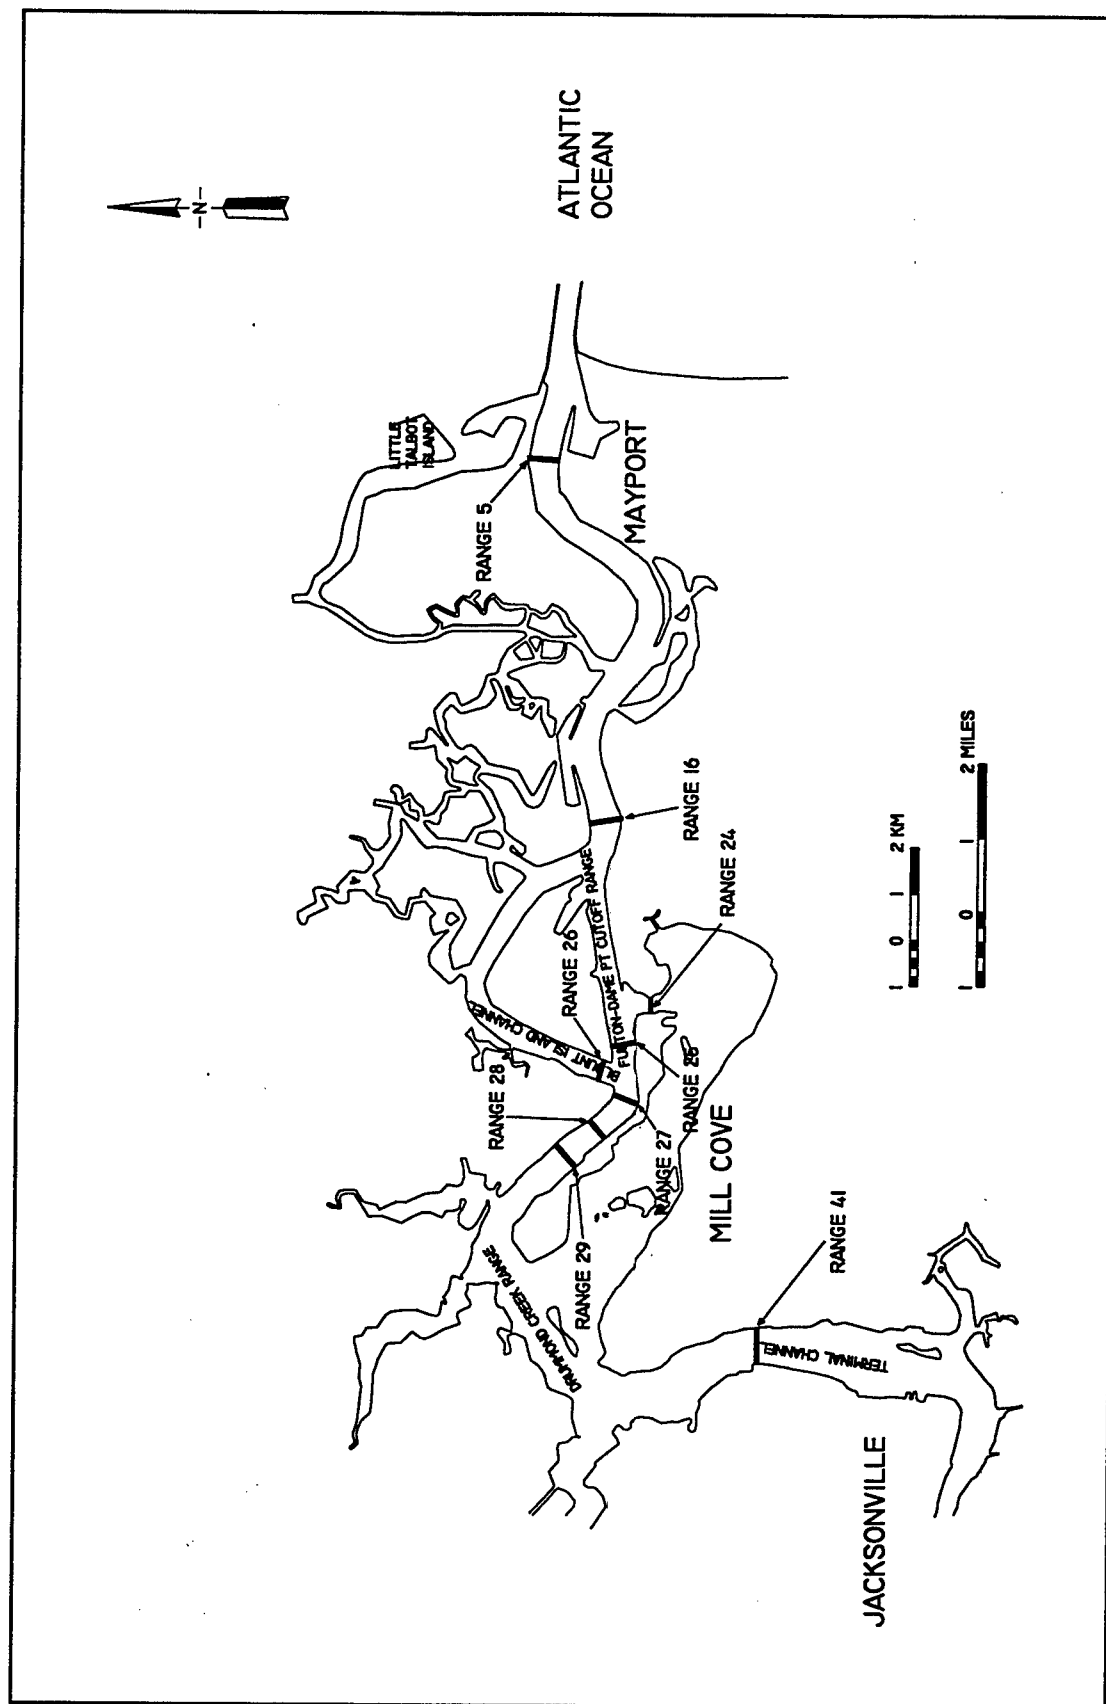 -N-
ATLANTIC
OCEAN
LITTLE
TALBOT
ISLAND
RANGE 5
MAYPORT
RANGE 16
RANGE 24
FULTON-DAME PT CUTOFF RANGE
RANGE 26
BLOUNT ISLAND CHANNEL
RANGE 28
RANGE 26
RANGE 27
MILL COVE
RANGE 29
DRUMMOND CREEK RANGE
RANGE 41
TERMINAL CHANNEL
JACKSONVILLE
1 0 1 2 KM
1 0 1 2 MILES